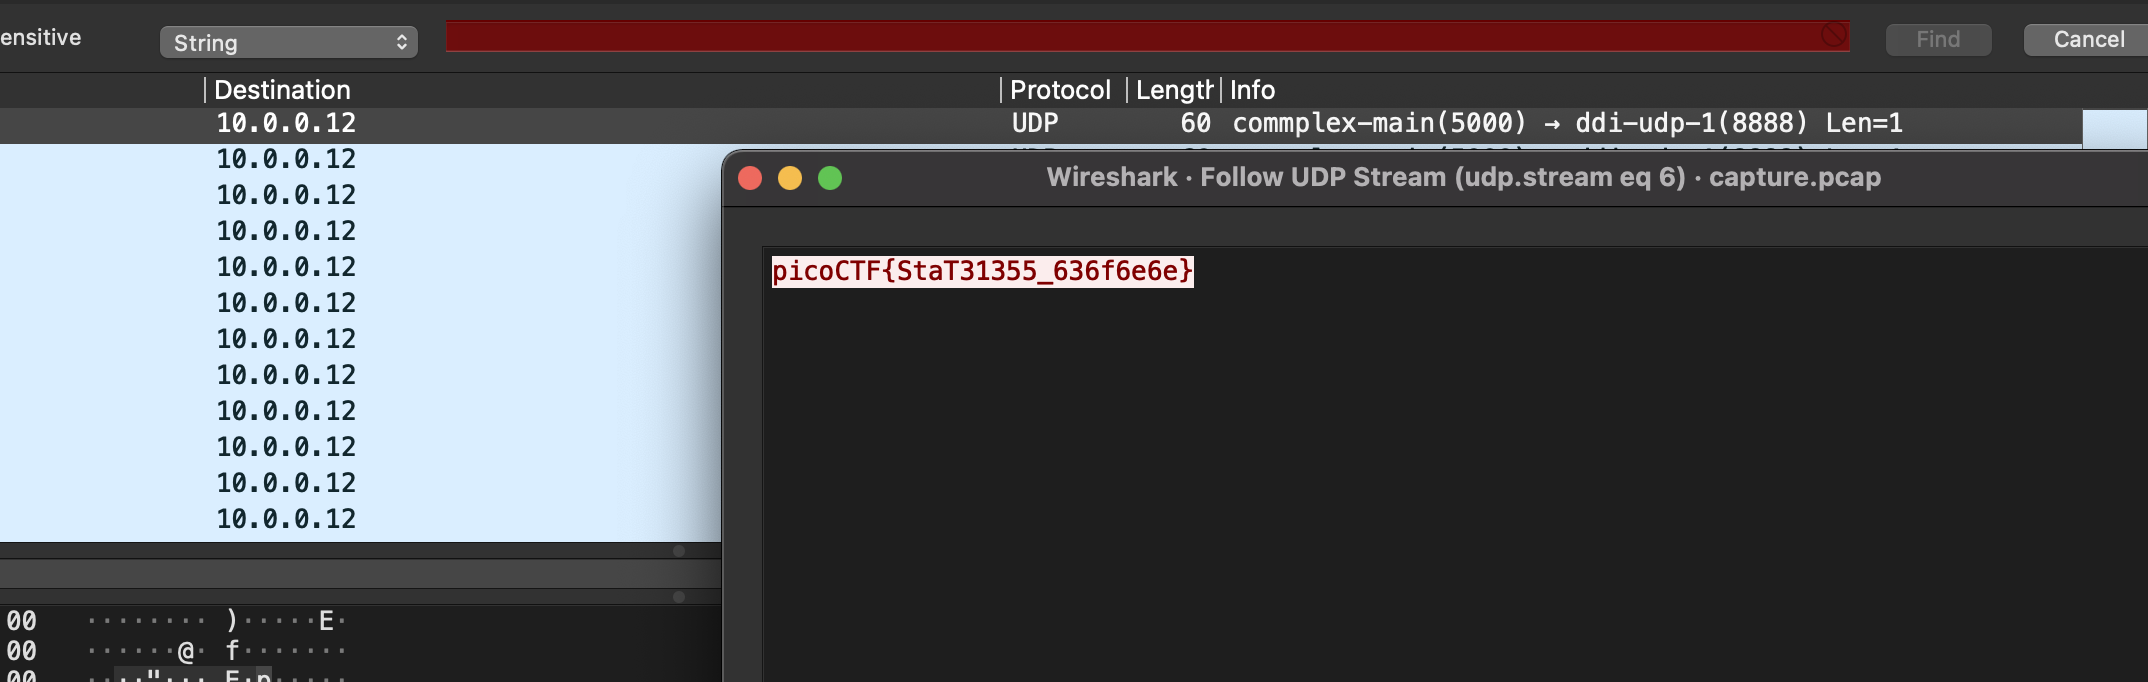 ensitive
String
Find
Cancel
Destination Protocol Length Info
10.0.0.12 UDP 60 commplex-main(5000) → ddi-udp-1(8888) Len=1
10.0.0.12
Wireshark · Follow UDP Stream (udp.stream eq 6) · capture.pcap
10.0.0.12
10.0.0.12
10.0.0.12
picoCTF{StaT31355_636f6e6e}
10.0.0.12
10.0.0.12
10.0.0.12
10.0.0.12
10.0.0.12
10.0.0.12
10.0.0.12
00 ········ )·····E·
00 ······@· f·······